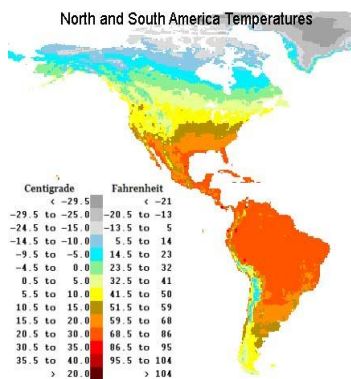 North and South America Temperatures
Centigrade Fahrenheit
< -29.5 < -21
-29.5 to -25.0 -20.5 to -13
-24.5 to -15.0 -13.5 to 5
-14.5 to -10.0 5.5 to 14
-9.5 to -5.0 14.5 to 23
-4.5 to 0.0 23.5 to 32
0.5 to 5.0 32.5 to 41
5.5 to 10.0 41.5 to 50
10.5 to 15.0 51.5 to 59
15.5 to 20.0 59.5 to 68
20.5 to 30.0 68.5 to 86
30.5 to 35.0 86.5 to 95
35.5 to 40.0 95.5 to 104
> 20.0 > 104